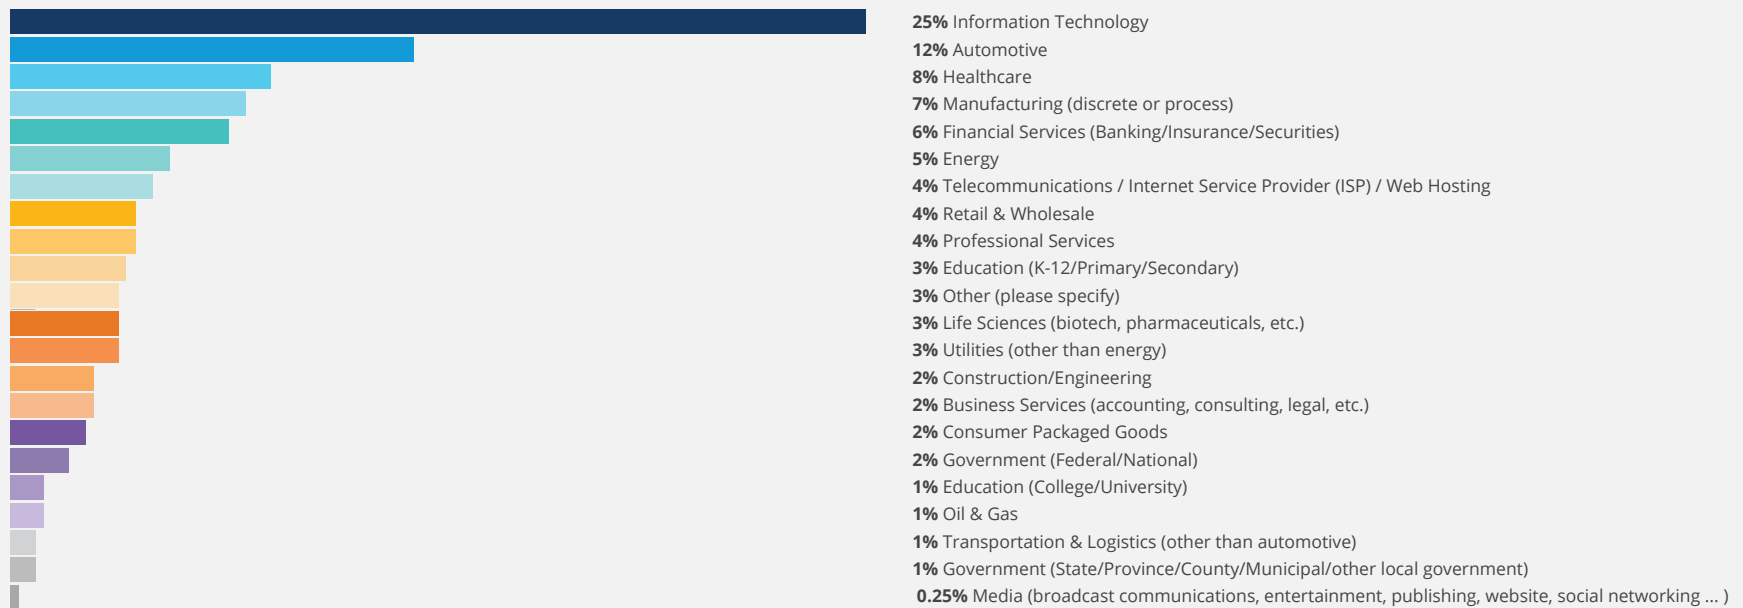 25% Information Technology
12% Automotive
8% Healthcare
7% Manufacturing (discrete or process)
6% Financial Services (Banking/Insurance/Securities)
5% Energy
4% Telecommunications / Internet Service Provider (ISP) / Web Hosting
4% Retail & Wholesale
4% Professional Services
3% Education (K-12/Primary/Secondary)
3% Other (please specify)
3% Life Sciences (biotech, pharmaceuticals, etc.)
3% Utilities (other than energy)
2% Construction/Engineering
2% Business Services (accounting, consulting, legal, etc.)
2% Consumer Packaged Goods
2% Government (Federal/National)
1% Education (College/University)
1% Oil & Gas
1% Transportation & Logistics (other than automotive)
1% Government (State/Province/County/Municipal/other local government)
0.25% Media (broadcast communications, entertainment, publishing, website, social networking ... )